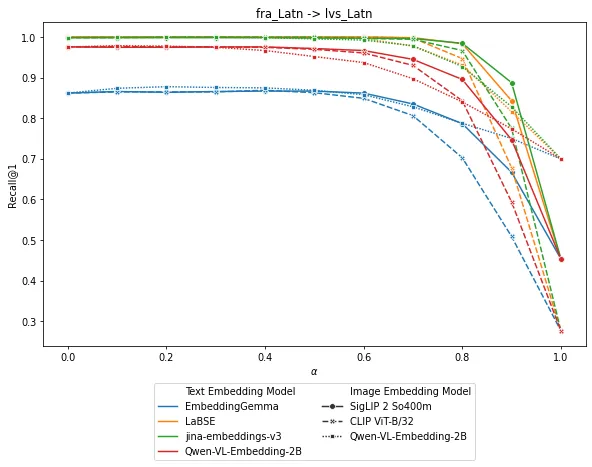 fra_Latn -> lvs_Latn
1.0
0.9
0.8
0.7
0.6
0.5
0.4
0.3
Recall@1
0.0 0.2 0.4 0.6 0.8 1.0
α
Text Embedding Model Image Embedding Model
EmbeddingGemma SigLIP 2 So400m
LaBSE CLIP ViT-B/32
jina-embeddings-v3 Qwen-VL-Embedding-2B
Qwen-VL-Embedding-2B